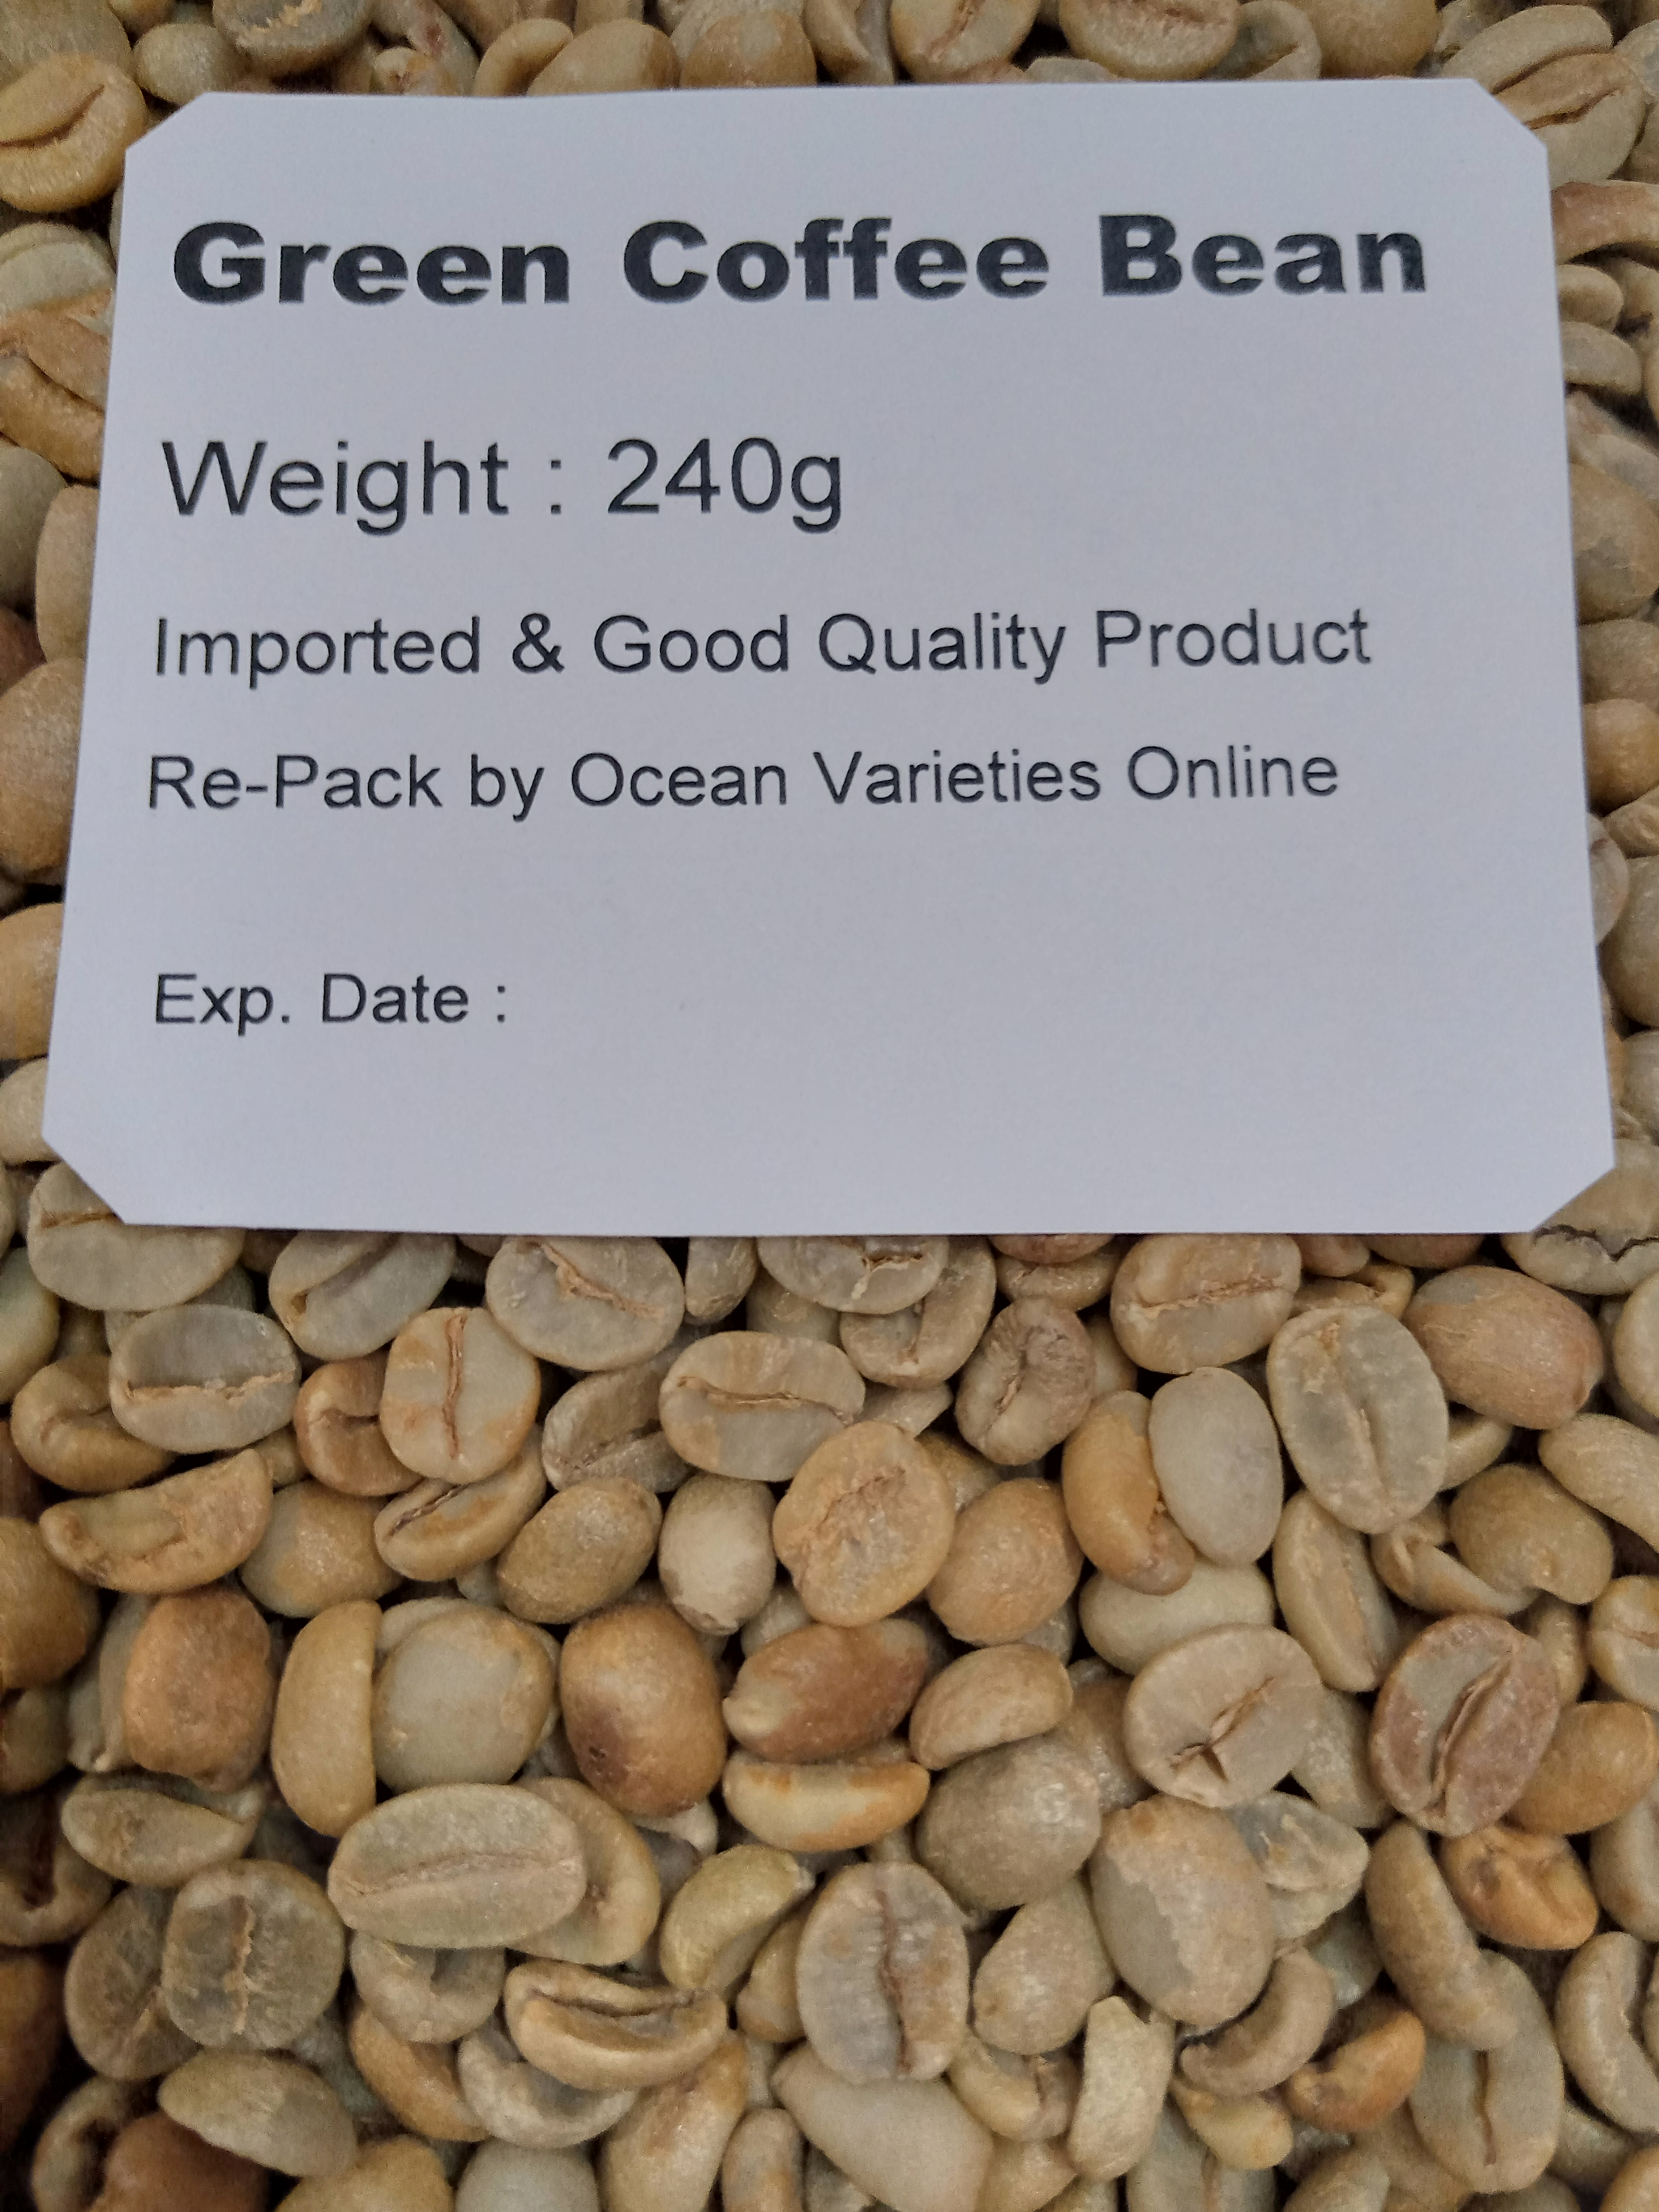 Green Coffee Bean
Weight : 240g
Imported & Good Quality Product
Re-Pack by Ocean Varieties Online
Exp. Date :